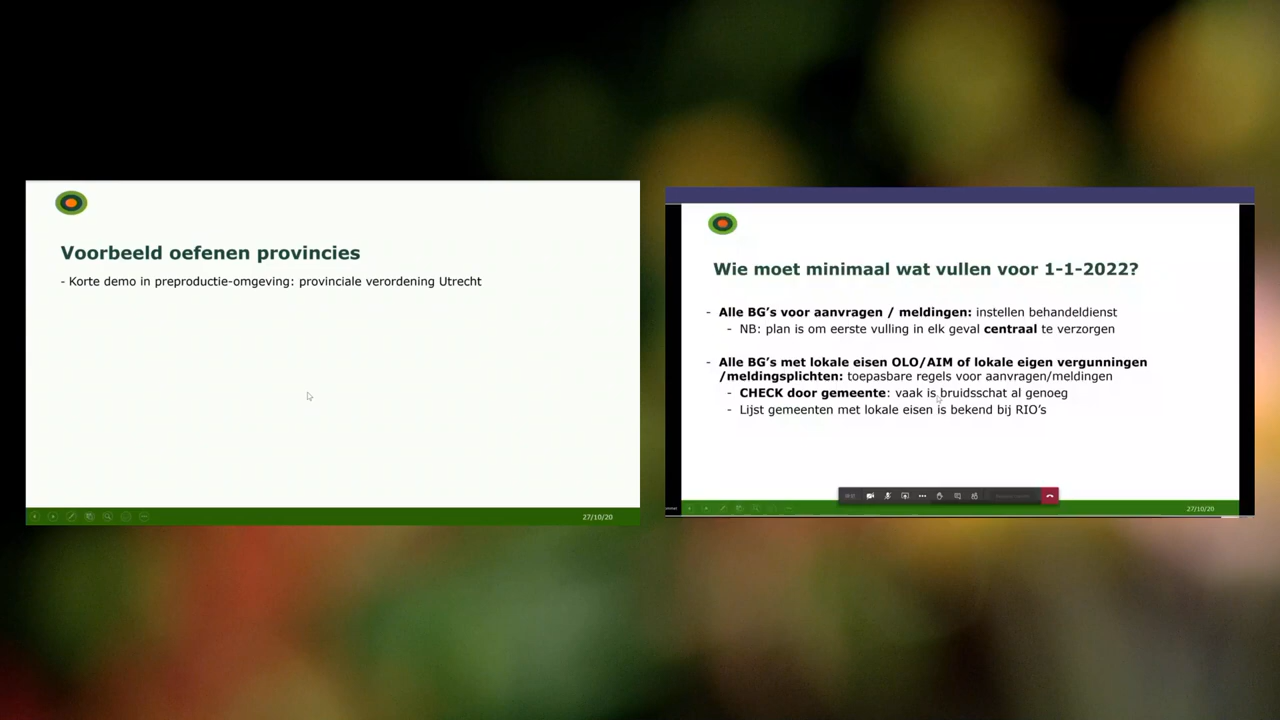 Voorbeeld oefenen provincies
- Korte demo in preproductie-omgeving: provinciale verordening Utrecht
27/10/20
Wie moet minimaal wat vullen voor 1-1-2022?
- Alle BG's voor aanvragen / meldingen: instellen behandeldienst
- NB: plan is om eerste vulling in elk geval centraal te verzorgen
- Alle BG's met lokale eisen OLO/AIM of lokale eigen vergunningen
/meldingsplichten: toepasbare regels voor aanvragen/meldingen
- CHECK door gemeente: vaak is bruidsschat al genoeg
- Lijst gemeenten met lokale eisen is bekend bij RIO's
27/10/20